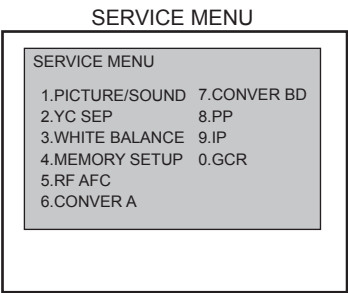 SERVICE MENU
SERVICE MENU
1.PICTURE/SOUND 7.CONVER BD
2.YC SEP 8.PP
3.WHITE BALANCE 9.IP
4.MEMORY SETUP 0.GCR
5.RF AFC
6.CONVER A